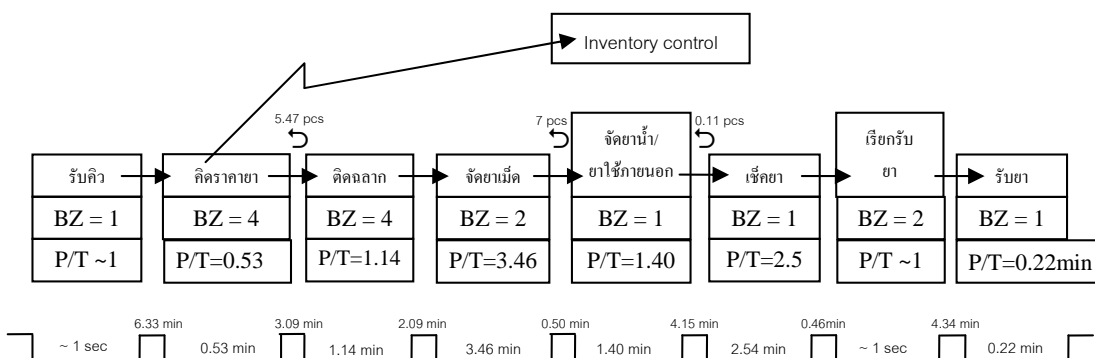 Inventory control
5.47 pcs
7 pcs
0.11 pcs
รับคิว
คิดราคายา
ติดฉลาก
จัดยาเม็ด
จัดยาน้ำ/
ยาใช้ภายนอก
เช็คยา
เรียกรับ
ยา
รับยา
BZ = 1
BZ = 4
BZ = 4
BZ = 2
BZ = 1
BZ = 1
BZ = 2
BZ = 1
P/T ~1
P/T=0.53
P/T=1.14
P/T=3.46
P/T=1.40
P/T=2.5
P/T ~1
P/T=0.22min
6.33 min
3.09 min
2.09 min
0.50 min
4.15 min
0.46min
4.34 min
~ 1 sec
0.53 min
1.14 min
3.46 min
1.40 min
2.54 min
~ 1 sec
0.22 min